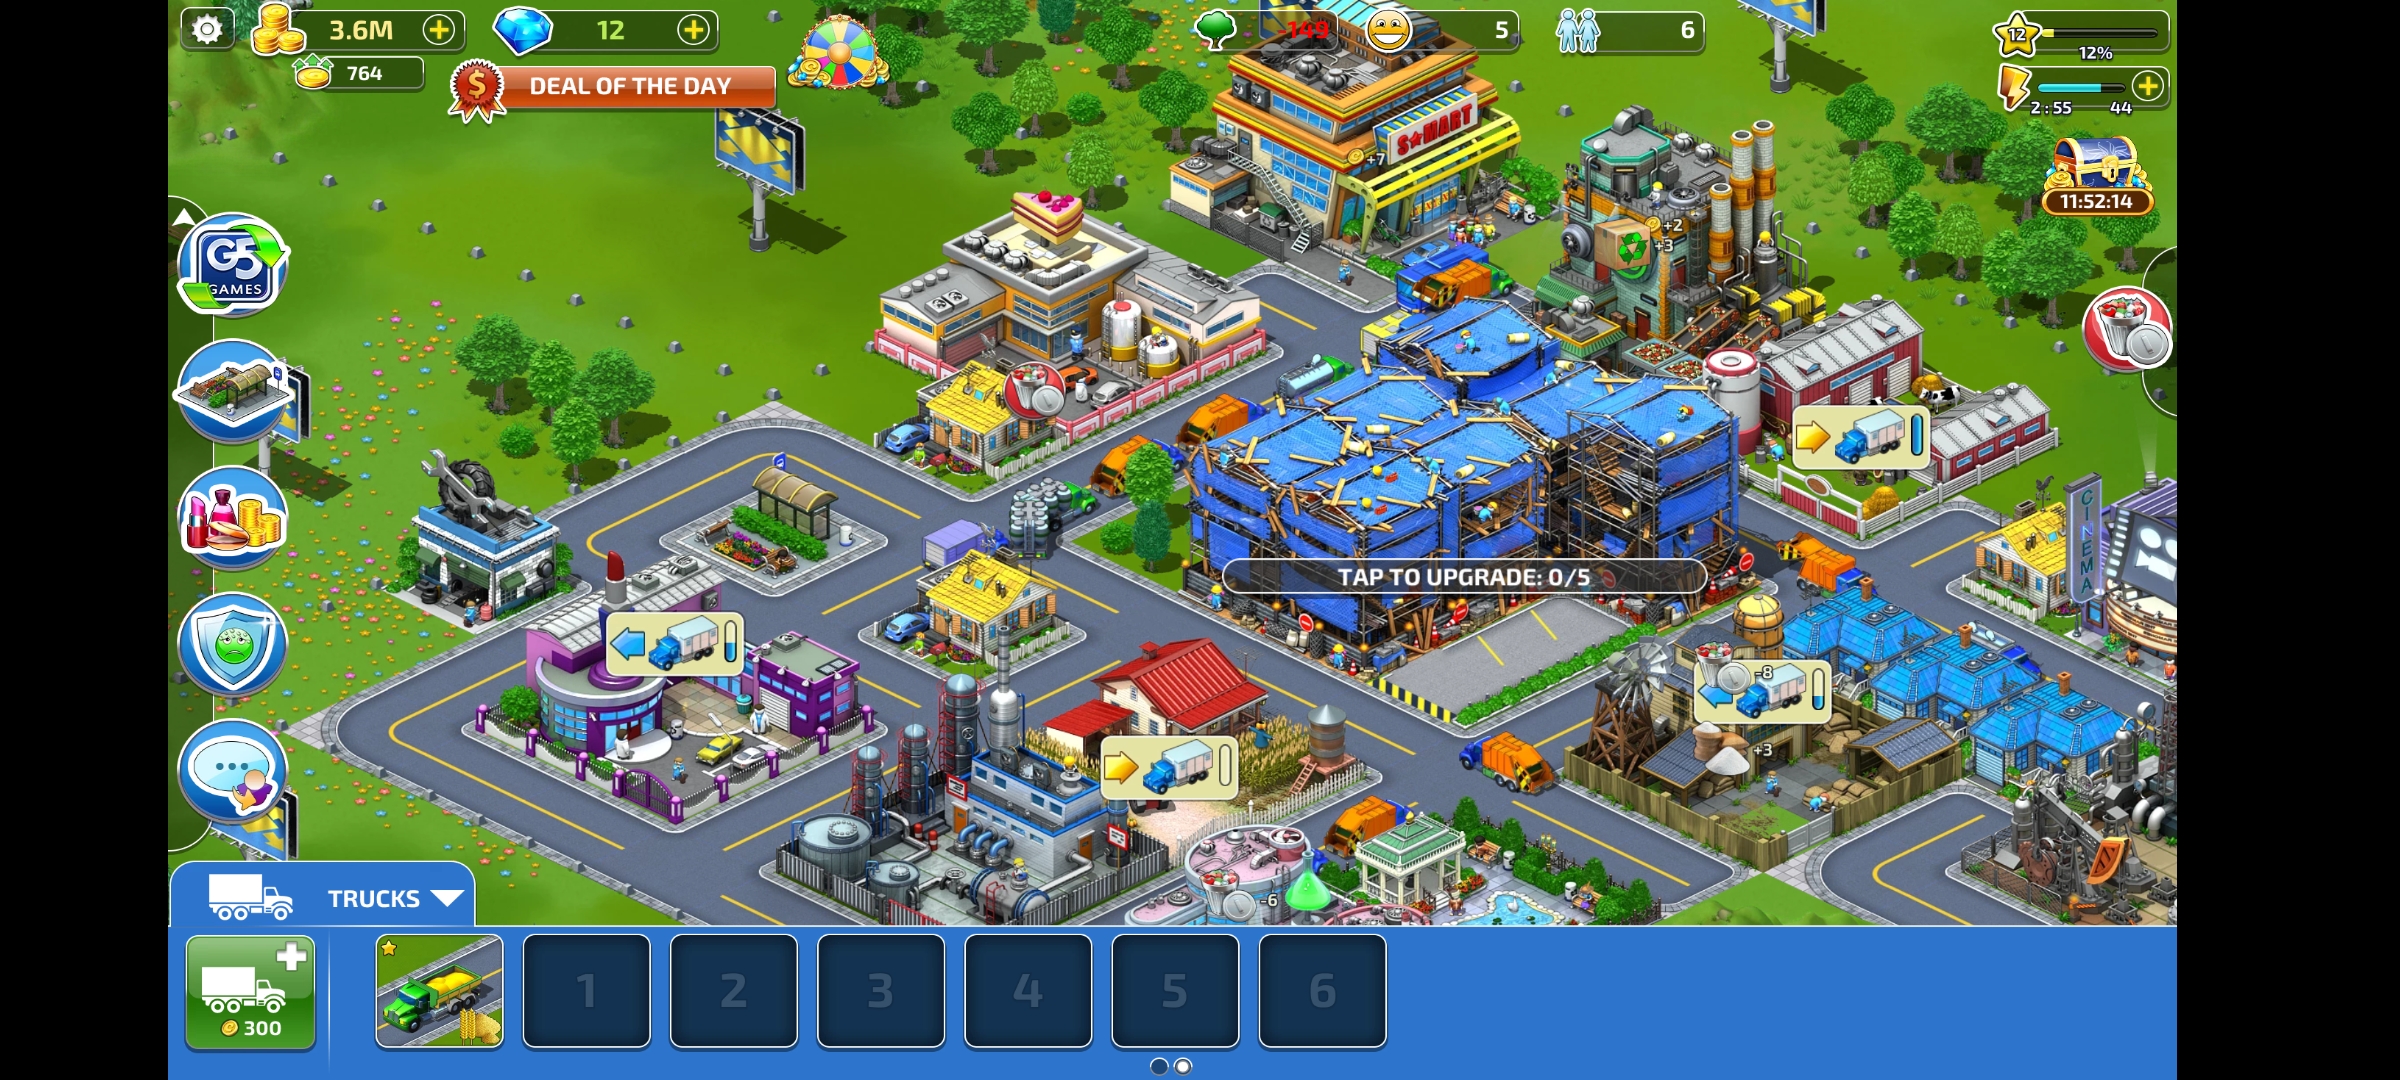 3.6M
12
-149
5
6
12
12%
764
DEAL OF THE DAY
2:55
44
S★MART
+7
11:52:14
+2
+3
G5
GAMES
CINEMA
TAP TO UPGRADE: 0/5
-8
+3
-6
TRUCKS
300
1
2
3
4
5
6